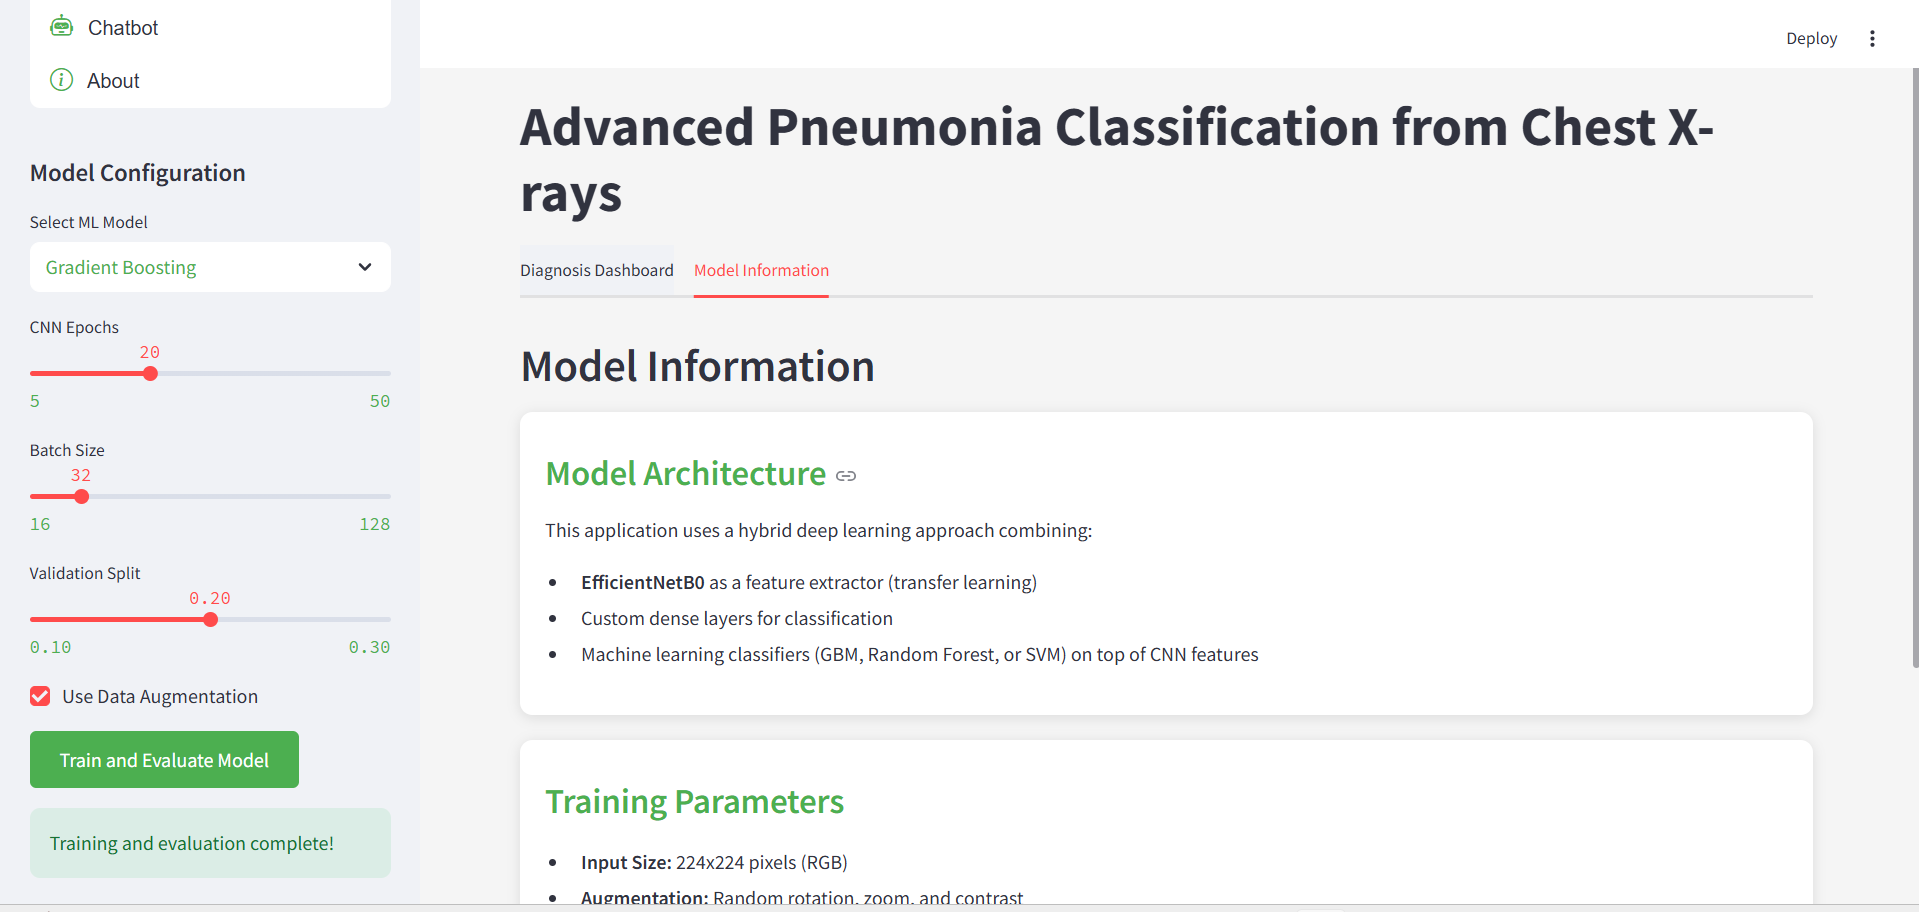 Chatbot
About
Model Configuration
Select ML Model
Gradient Boosting
CNN Epochs
20
5 50
Batch Size
32
16 128
Validation Split
0.20
0.10 0.30
Use Data Augmentation
Train and Evaluate Model
Training and evaluation complete!
Deploy
Advanced Pneumonia Classification from Chest X-
rays
Diagnosis Dashboard Model Information
Model Information
Model Architecture
This application uses a hybrid deep learning approach combining:
• EfficientNetB0 as a feature extractor (transfer learning)
• Custom dense layers for classification
• Machine learning classifiers (GBM, Random Forest, or SVM) on top of CNN features
Training Parameters
• Input Size: 224x224 pixels (RGB)
• Augmentation: Random rotation, zoom, and contrast